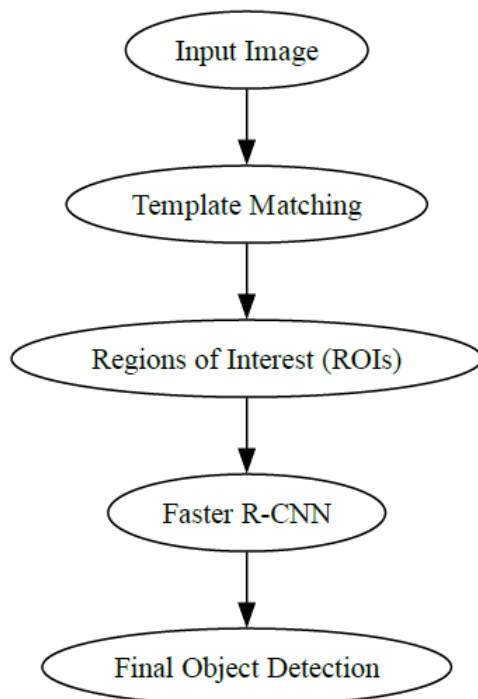 Input Image
Template Matching
Regions of Interest (ROIs)
Faster R-CNN
Final Object Detection